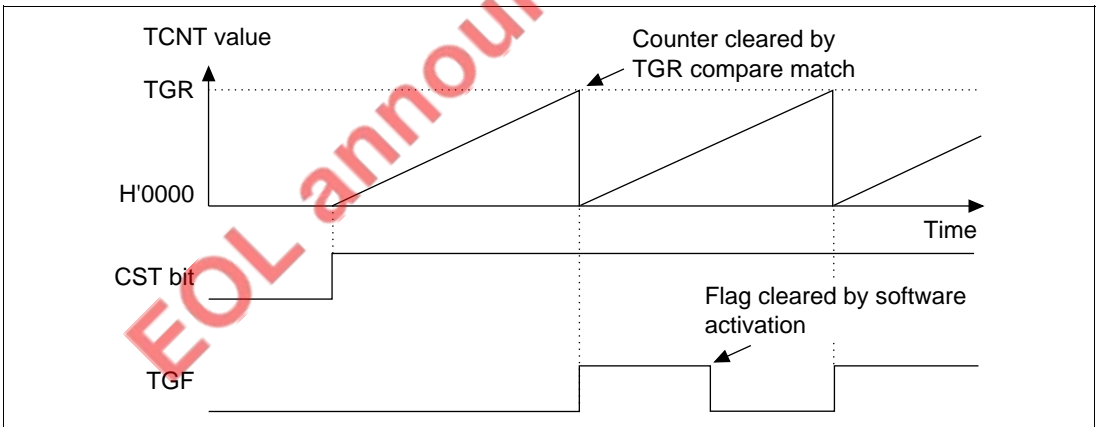 TCNT value
Counter cleared by
TGR compare match
TGR
H'0000
Time
CST bit
Flag cleared by software
activation
TGF
EOL announ